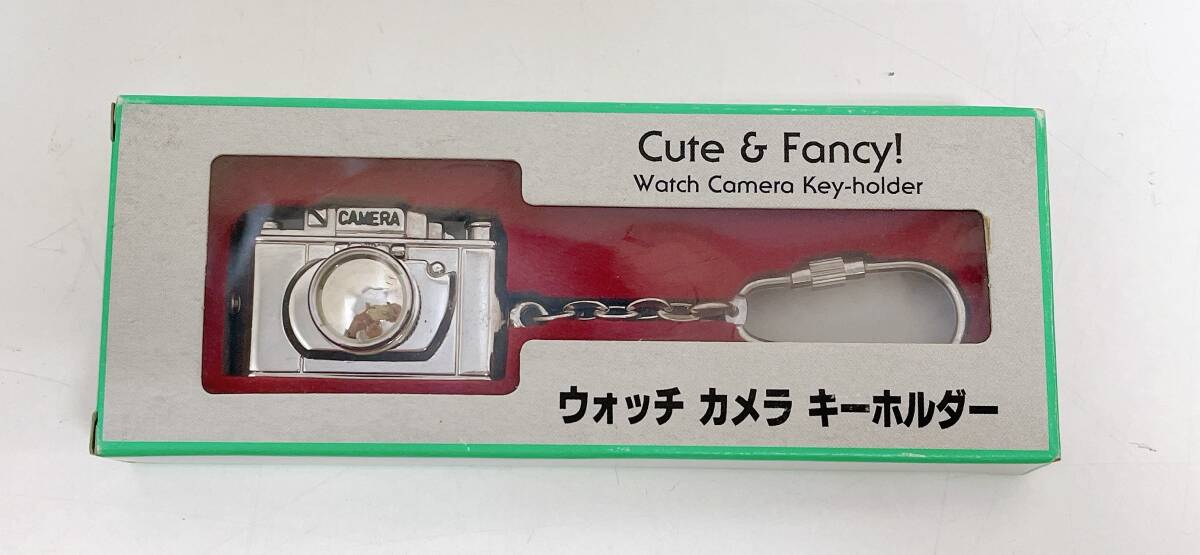 Cute & Fancy!
Watch Camera Key-holder
CAMERA
ウォッチ カメラ キーホルダー